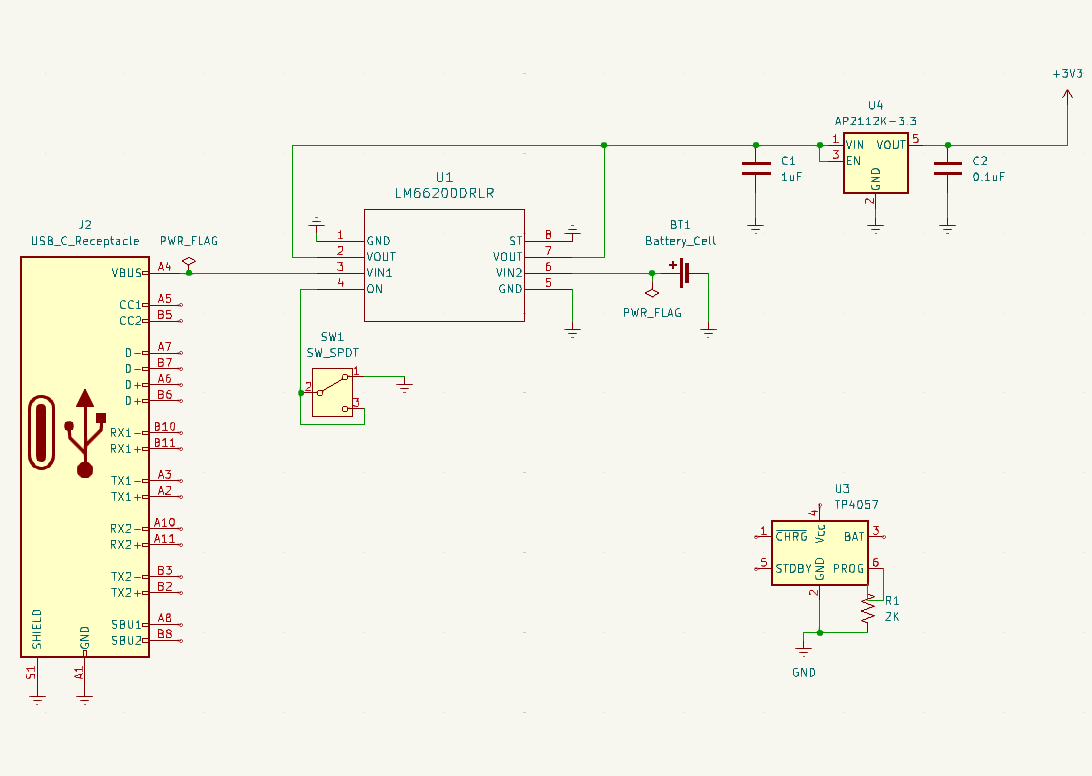 +3V3
U4
AP2112K-3.3
1 VIN VOUT 5
3 EN
GND
2
C1
1uF
C2
0.1uF
U1
LM66200DRLR
1 GND ST 8
2 VOUT VOUT 7
3 VIN1 VIN2 6
4 ON GND 5
BT1
Battery_Cell
+
PWR_FLAG
J2
USB_C_Receptacle
PWR_FLAG
VBUS A4
CC1 A5
CC2 B5
D- A7
D- B7
D+ A6
D+ B6
RX1- B10
RX1+ B11
TX1- A3
TX1+ A2
RX2- A10
RX2+ A11
TX2- B3
TX2+ B2
SBU1 A8
SBU2 B8
SHIELD
GND
S1
A1
SW1
SW_SPDT
1
2
3
U3
TP4057
4
1 CHRG Vcc BAT 3
5 STDBY GND PROG 6
2
R1
2K
GND